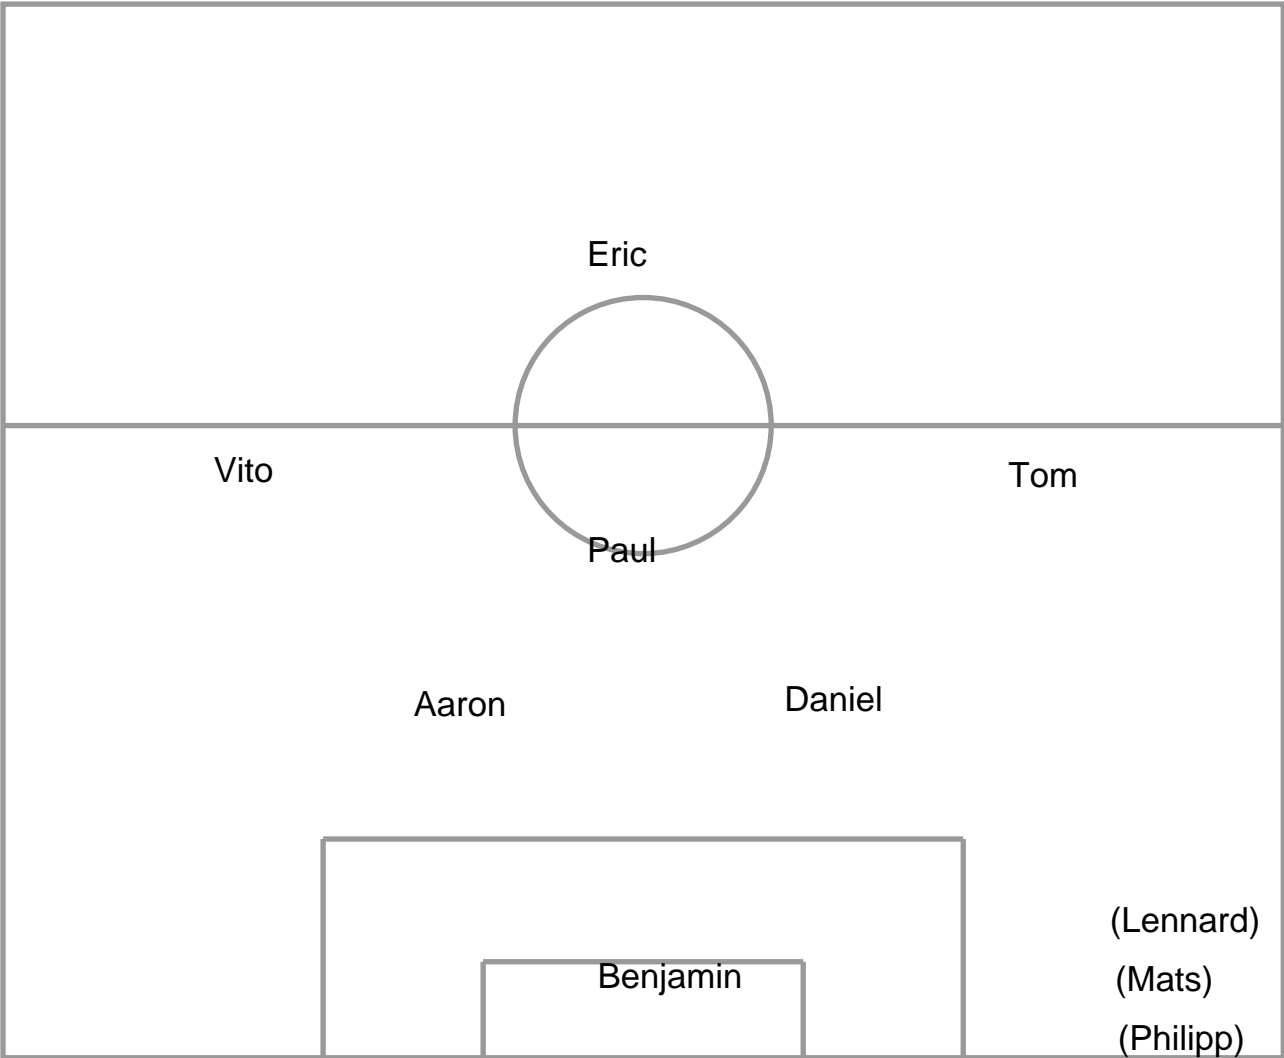 Eric
Vito
Tom
Paul
Aaron
Daniel
(Lennard)
Benjamin
(Mats)
(Philipp)